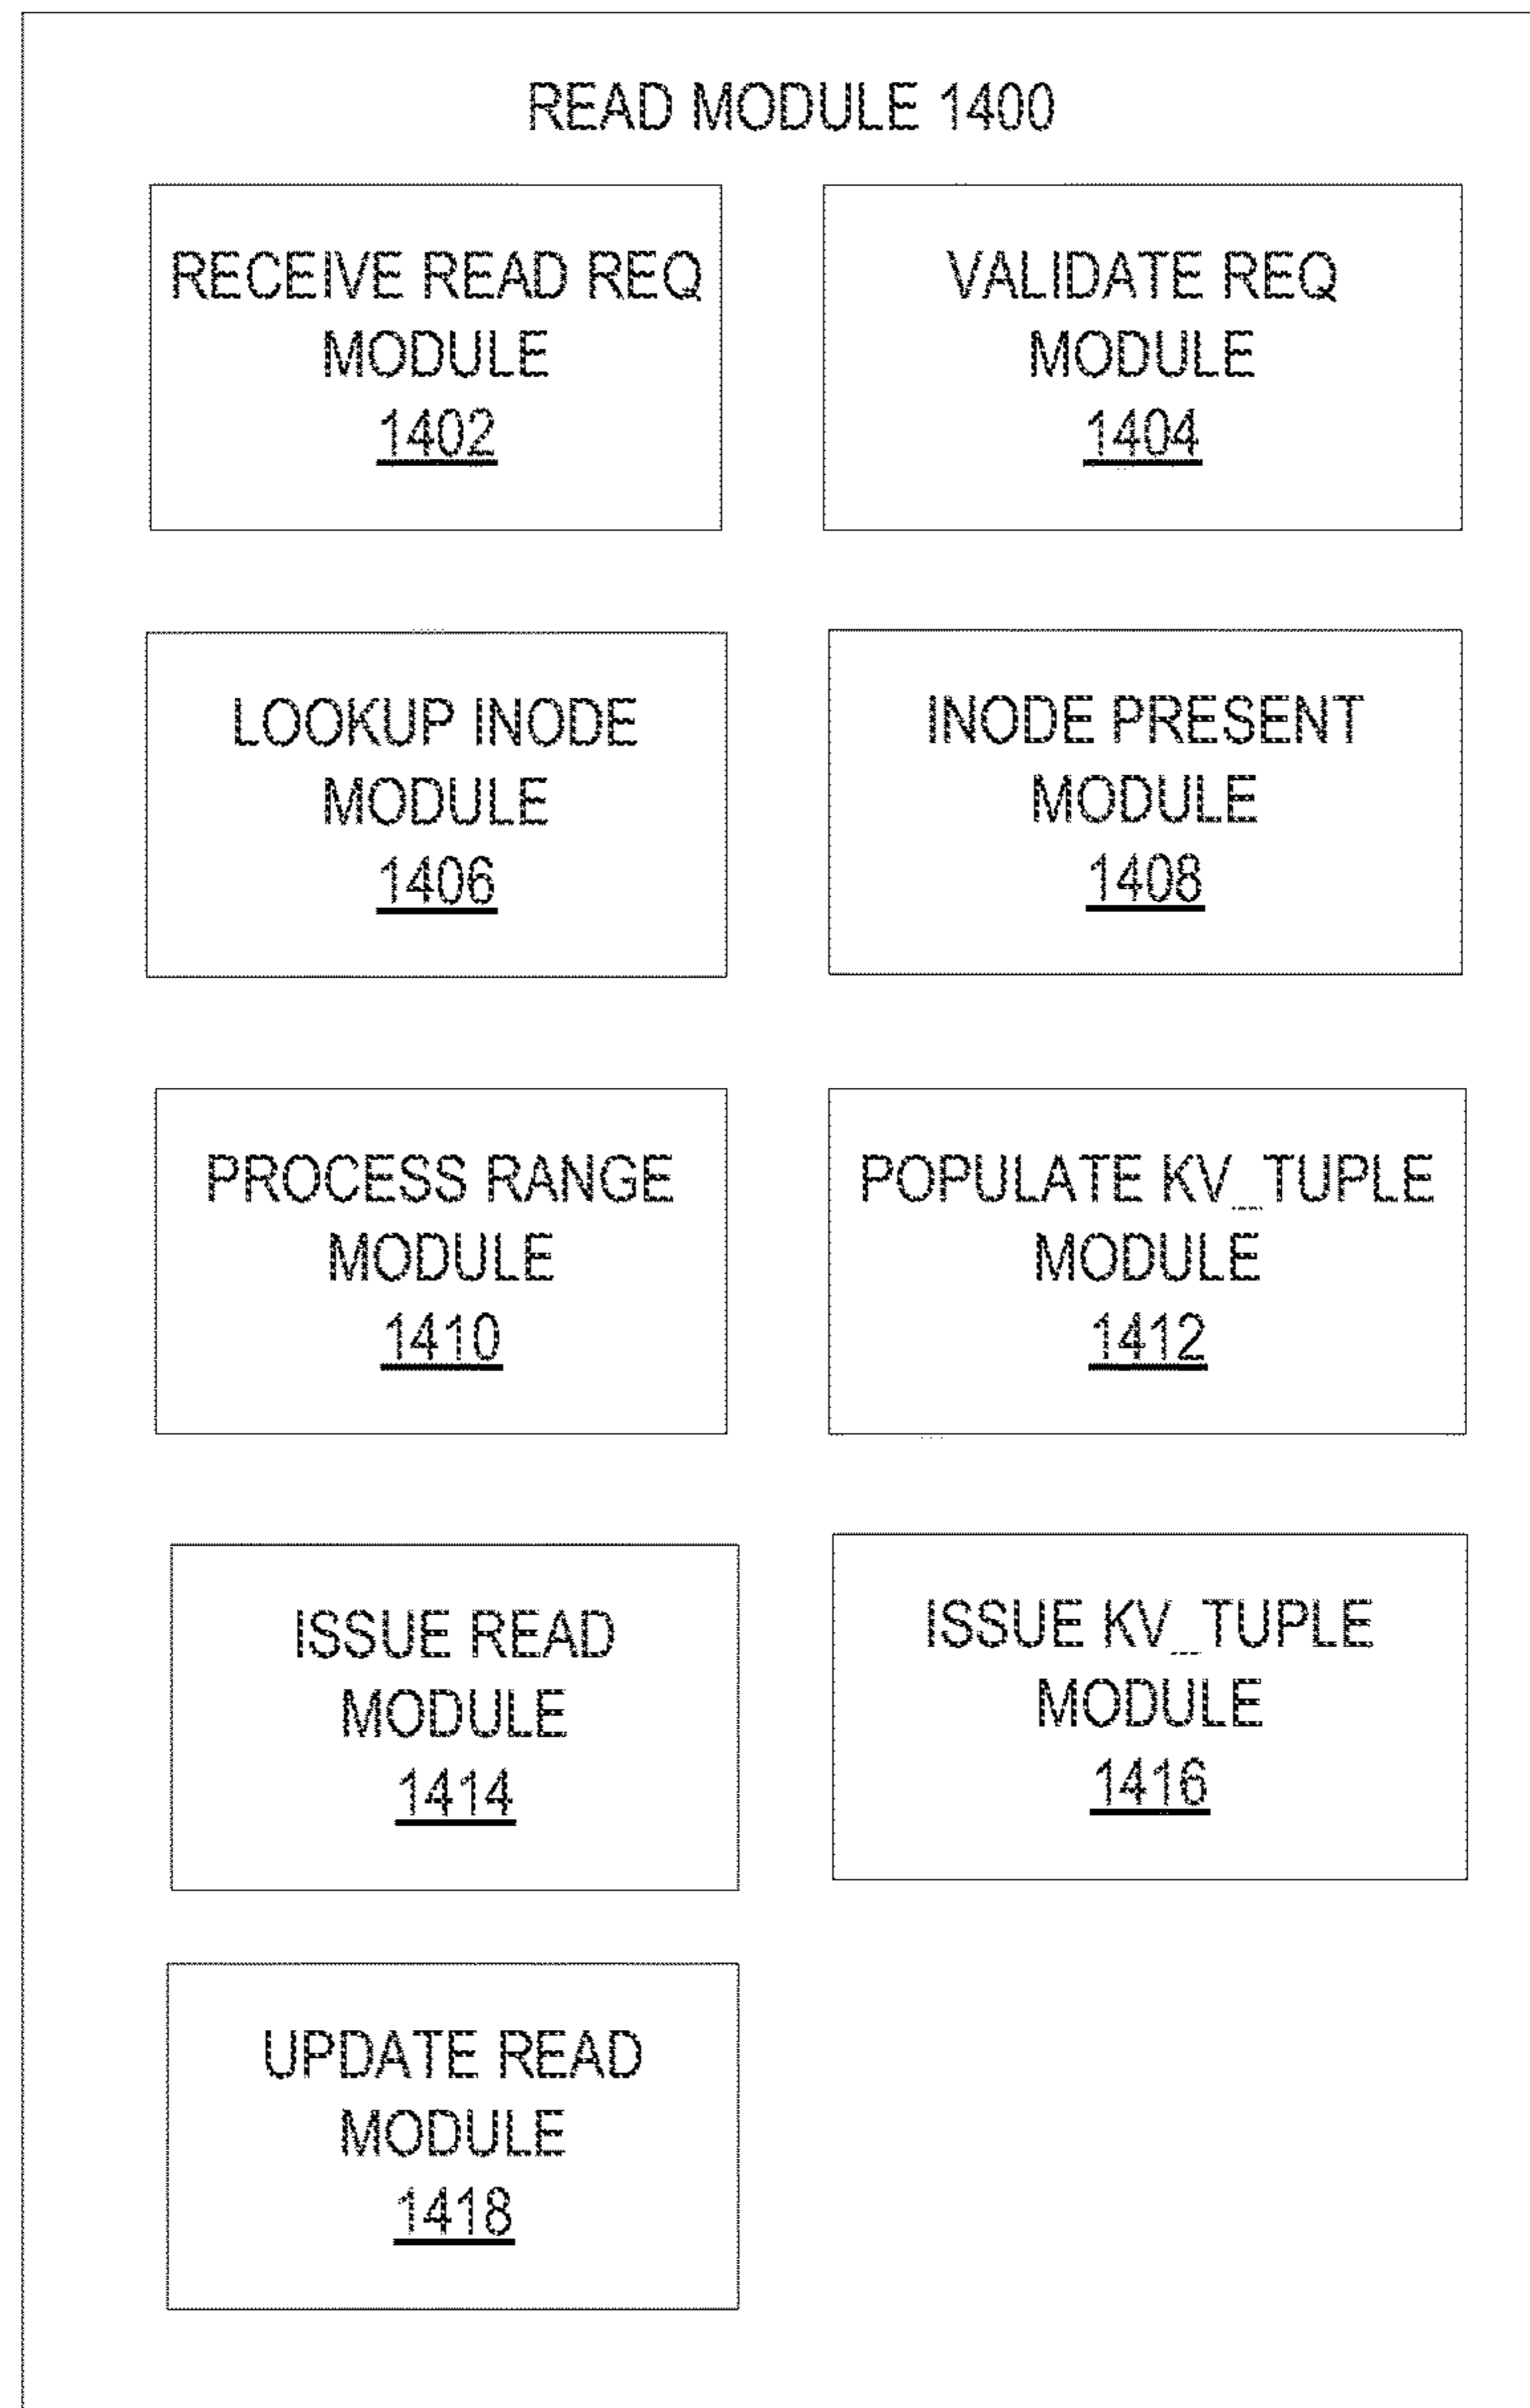 READ MODULE 1400
RECEIVE READ REQ
MODULE
1402
VALIDATE REQ
MODULE
1404
LOOKUP INODE
MODULE
1406
INODE PRESENT
MODULE
1408
PROCESS RANGE
MODULE
1410
POPULATE KV_TUPLE
MODULE
1412
ISSUE READ
MODULE
1414
ISSUE KV_TUPLE
MODULE
1416
UPDATE READ
MODULE
1418